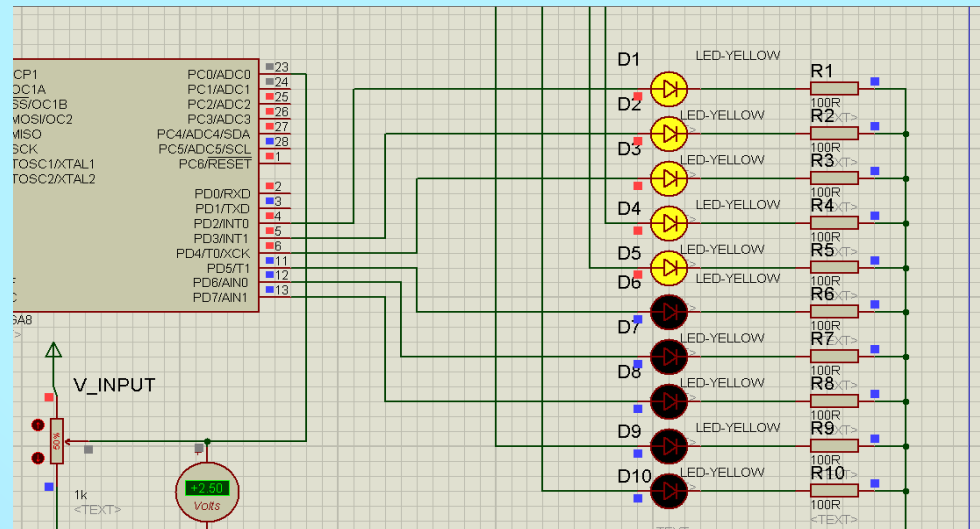 CP1
OC1A
SS/OC1B
MOSI/OC2
MISO
SCK
TOSC1/XTAL1
TOSC2/XTAL2
PC0/ADC0 23
PC1/ADC1 24
PC2/ADC2 25
PC3/ADC3 26
PC4/ADC4/SDA 27
PC5/ADC5/SCL 28
PC6/RESET 1
PD0/RXD 2
PD1/TXD 3
PD2/INT0 4
PD3/INT1 5
PD4/T0/XCK 6
PD5/T1 11
PD6/AIN0 12
PD7/AIN1 13
GA8
V_INPUT
50%
1k
<TEXT>
+2.50
Volts
D1 LED-YELLOW R1
100R
D2 LED-YELLOW R2
100R
D3 LED-YELLOW R3
100R
D4 LED-YELLOW R4
100R
D5 LED-YELLOW R5
100R
D6 LED-YELLOW R6
100R
D7 LED-YELLOW R7
100R
D8 LED-YELLOW R8
100R
D9 LED-YELLOW R9
100R
D10 LED-YELLOW R10
100R
<TEXT>